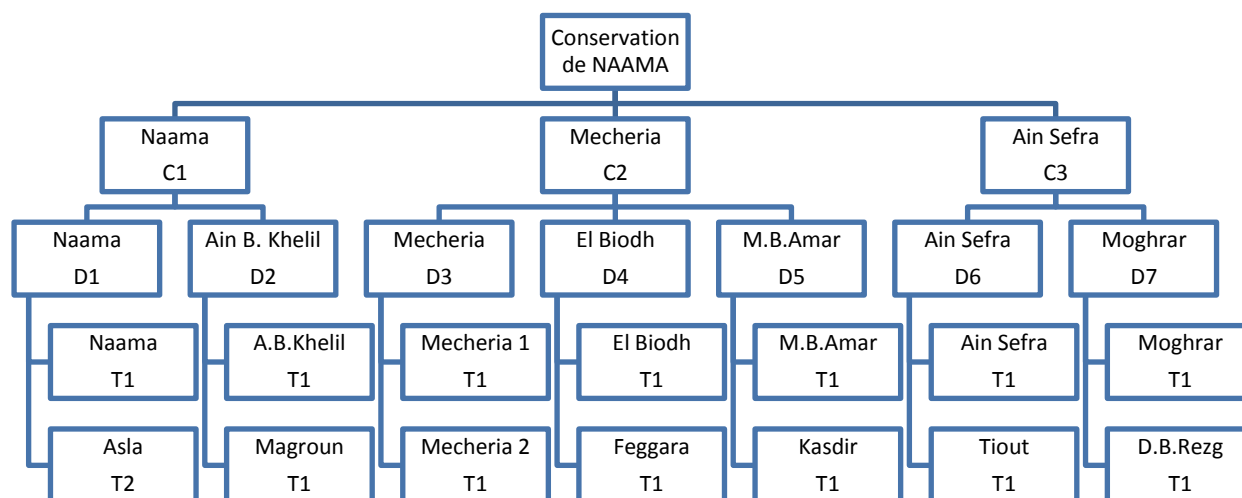 Conservation
de NAAMA
Naama
C1
Mecheria
C2
Ain Sefra
C3
Naama
D1
Ain B. Khelil
D2
Mecheria
D3
El Biodh
D4
M.B.Amar
D5
Ain Sefra
D6
Moghrar
D7
Naama
T1
A.B.Khelil
T1
Mecheria 1
T1
El Biodh
T1
M.B.Amar
T1
Ain Sefra
T1
Moghrar
T1
Asla
T2
Magroun
T1
Mecheria 2
T1
Feggara
T1
Kasdir
T1
Tiout
T1
D.B.Rezg
T1